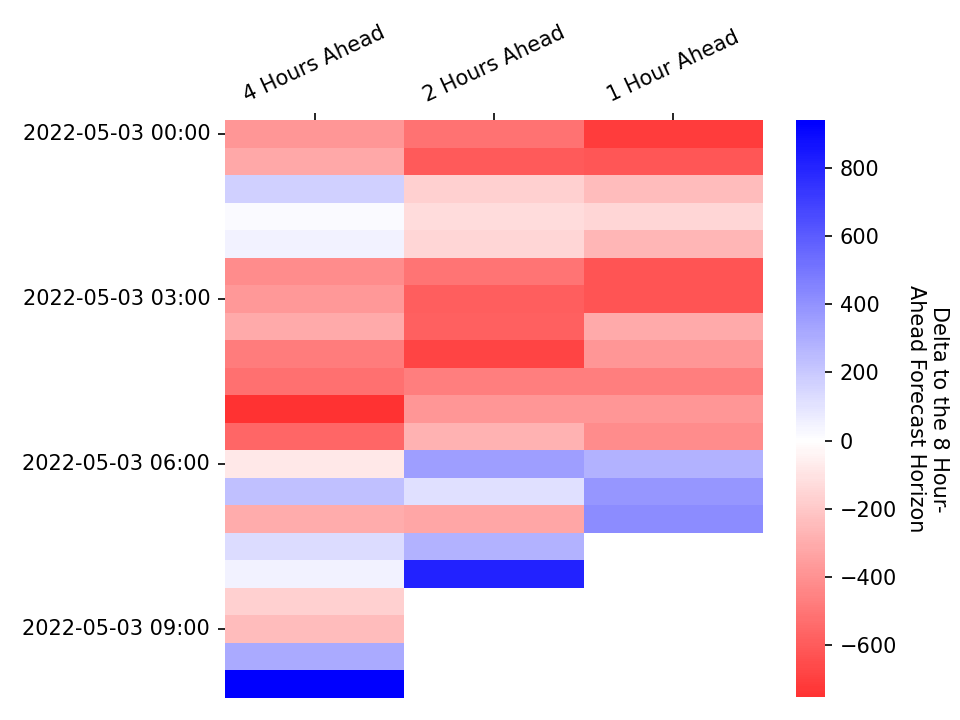 4 Hours Ahead
2 Hours Ahead
1 Hour Ahead
2022-05-03 00:00
2022-05-03 03:00
2022-05-03 06:00
2022-05-03 09:00
800
600
400
200
0
−200
−400
−600
Delta to the 8 Hour-
Ahead Forecast Horizon